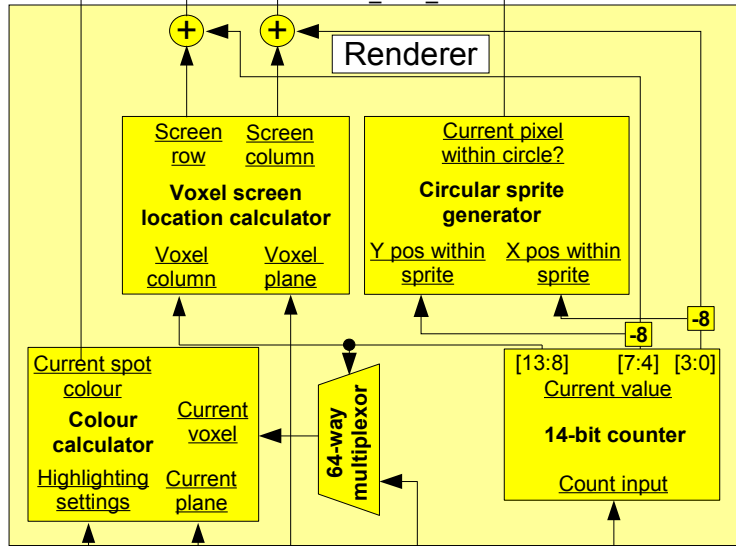 +
+
Renderer
Screen
row
Screen
column
Voxel screen
location calculator
Voxel
column
Voxel
plane
Current pixel
within circle?
Circular sprite
generator
Y pos within
sprite
X pos within
sprite
-8
-8
Current spot
colour
Colour
calculator
Current
voxel
Highlighting
settings
Current
plane
64-way
multiplexor
[13:8] [7:4] [3:0]
Current value
14-bit counter
Count input